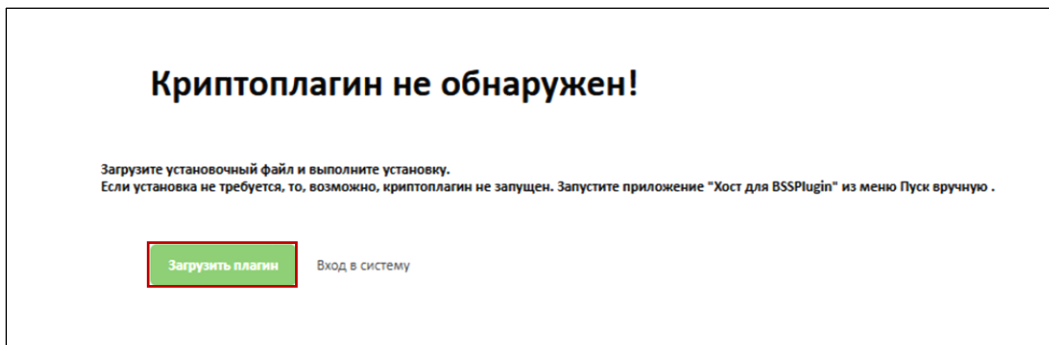 Криптоплагин не обнаружен!
Загрузите установочный файл и выполните установку.
Если установка не требуется, то, возможно, криптоплагин не запущен. Запустите приложение "Хост для BSSPlugin" из меню Пуск вручную .
Загрузить плагин Вход в систему